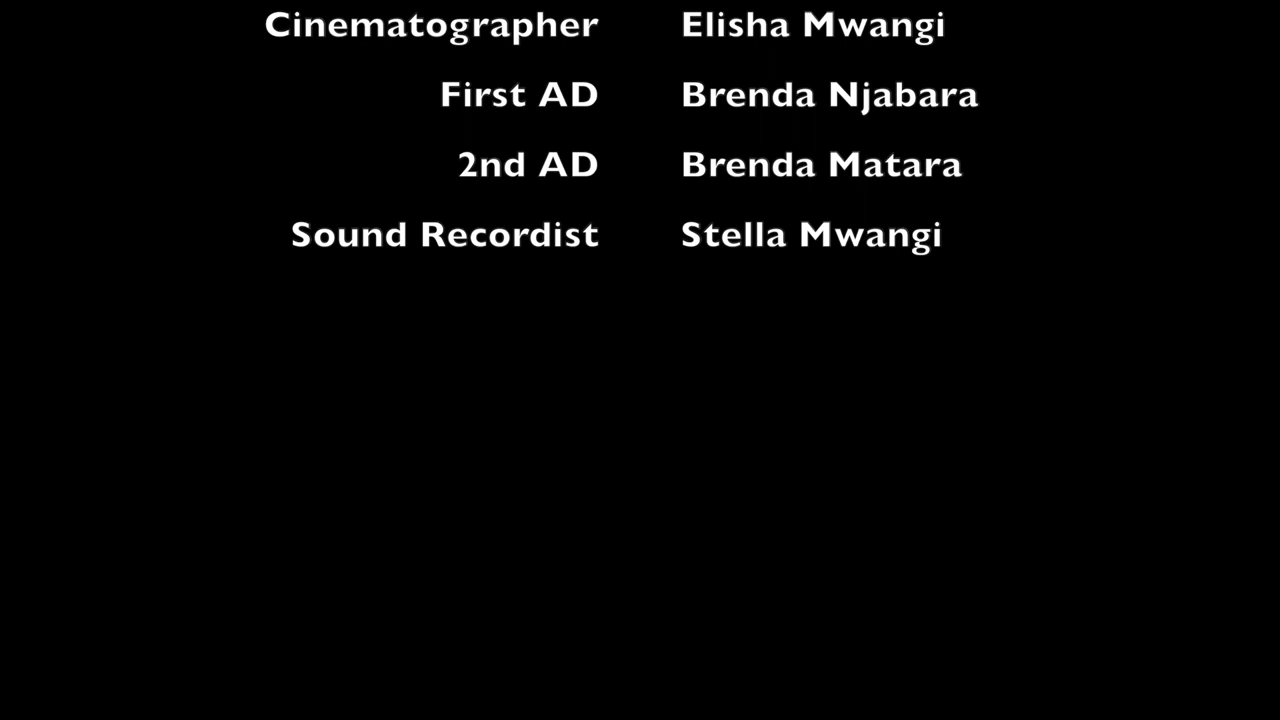 Cinematographer Elisha Mwangi
First AD Brenda Njabara
2nd AD Brenda Matara
Sound Recordist Stella Mwangi